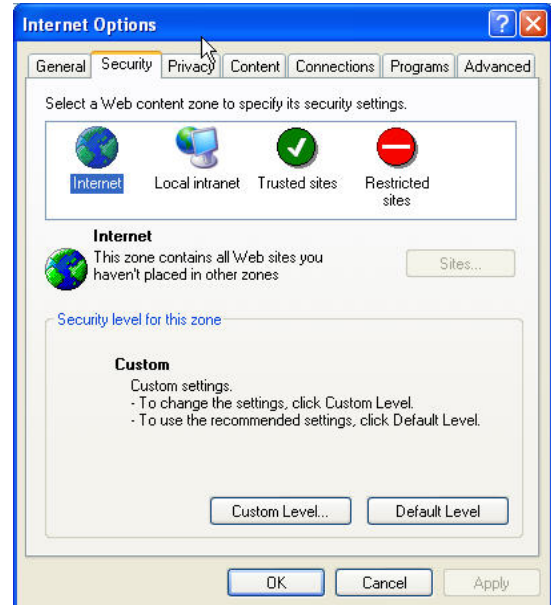 Internet Options
General Security Privacy Content Connections Programs Advanced
Select a Web content zone to specify its security settings.
Internet Local intranet Trusted sites Restricted
sites
Internet
This zone contains all Web sites you
haven't placed in other zones
Sites...
Security level for this zone
Custom
Custom settings.
- To change the settings, click Custom Level.
- To use the recommended settings, click Default Level.
Custom Level... Default Level
OK Cancel Apply